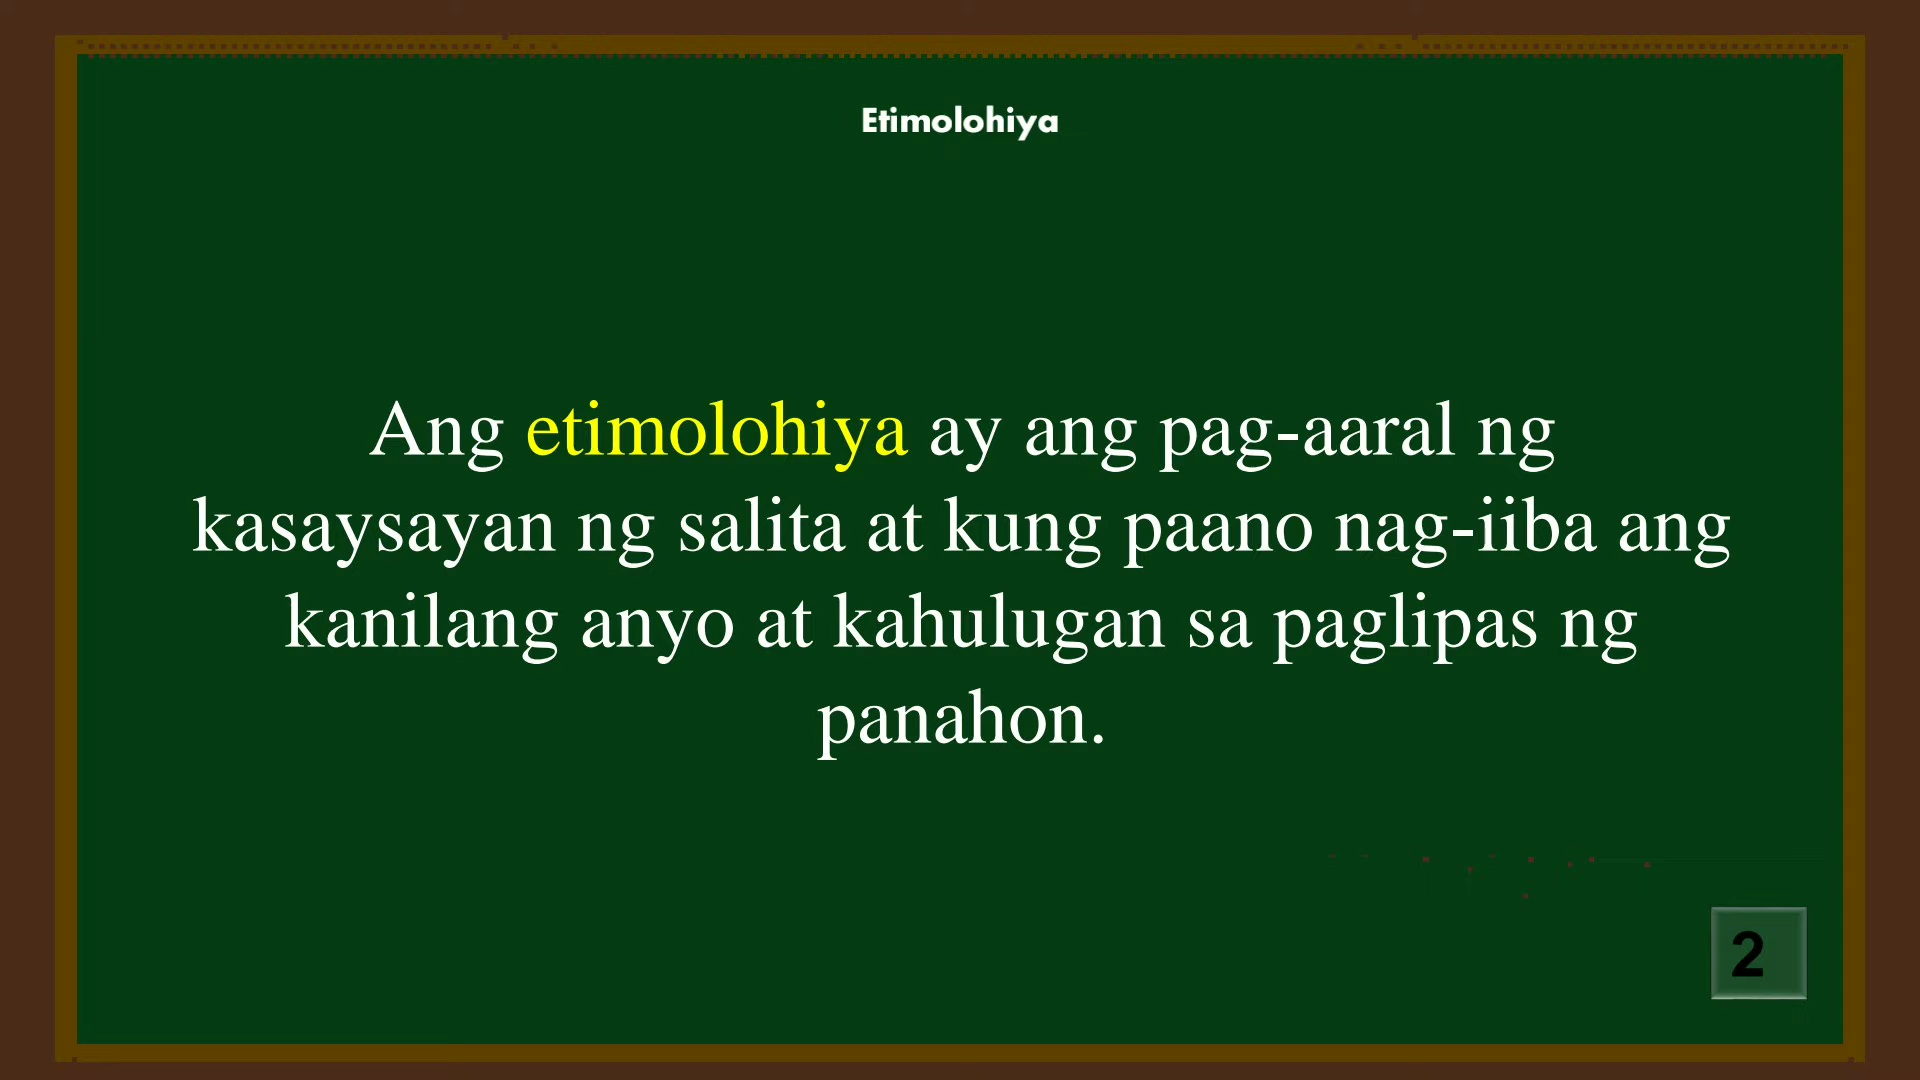 Etimolohiya
Ang etimolohiya ay ang pag-aaral ng
kasaysayan ng salita at kung paano nag-iiba ang
kanilang anyo at kahulugan sa paglipas ng
panahon.
2